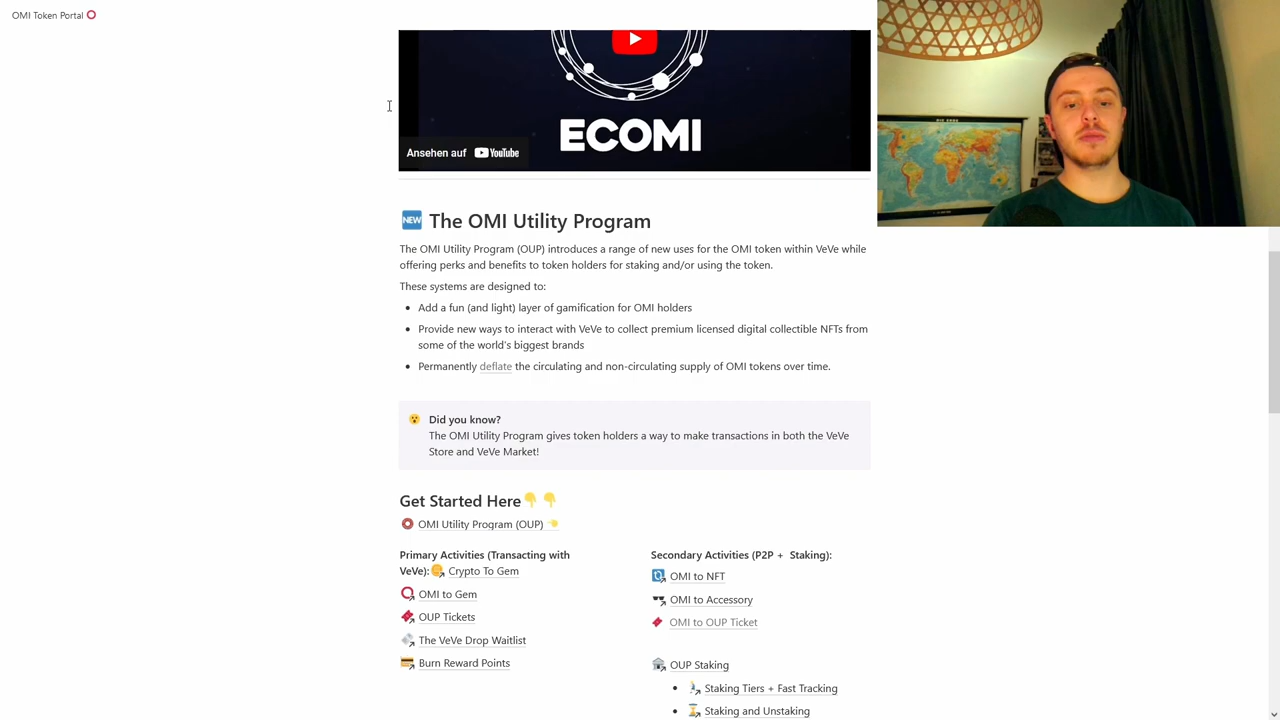 OMI Token Portal
ECOMI
Ansehen auf YouTube
NEW The OMI Utility Program
The OMI Utility Program (OUP) introduces a range of new uses for the OMI token within VeVe while
offering perks and benefits to token holders for staking and/or using the token.
These systems are designed to:
Add a fun (and light) layer of gamification for OMI holders
Provide new ways to interact with VeVe to collect premium licensed digital collectible NFTs from
some of the world's biggest brands
Permanently deflate the circulating and non-circulating supply of OMI tokens over time.
Did you know?
The OMI Utility Program gives token holders a way to make transactions in both the VeVe
Store and VeVe Market!
Get Started Here
OMI Utility Program (OUP)
Primary Activities (Transacting with
VeVe): Crypto To Gem
OMI to Gem
OUP Tickets
The VeVe Drop Waitlist
Burn Reward Points
Secondary Activities (P2P + Staking):
OMI to NFT
OMI to Accessory
OMI to OUP Ticket
OUP Staking
Staking Tiers + Fast Tracking
Staking and Unstaking